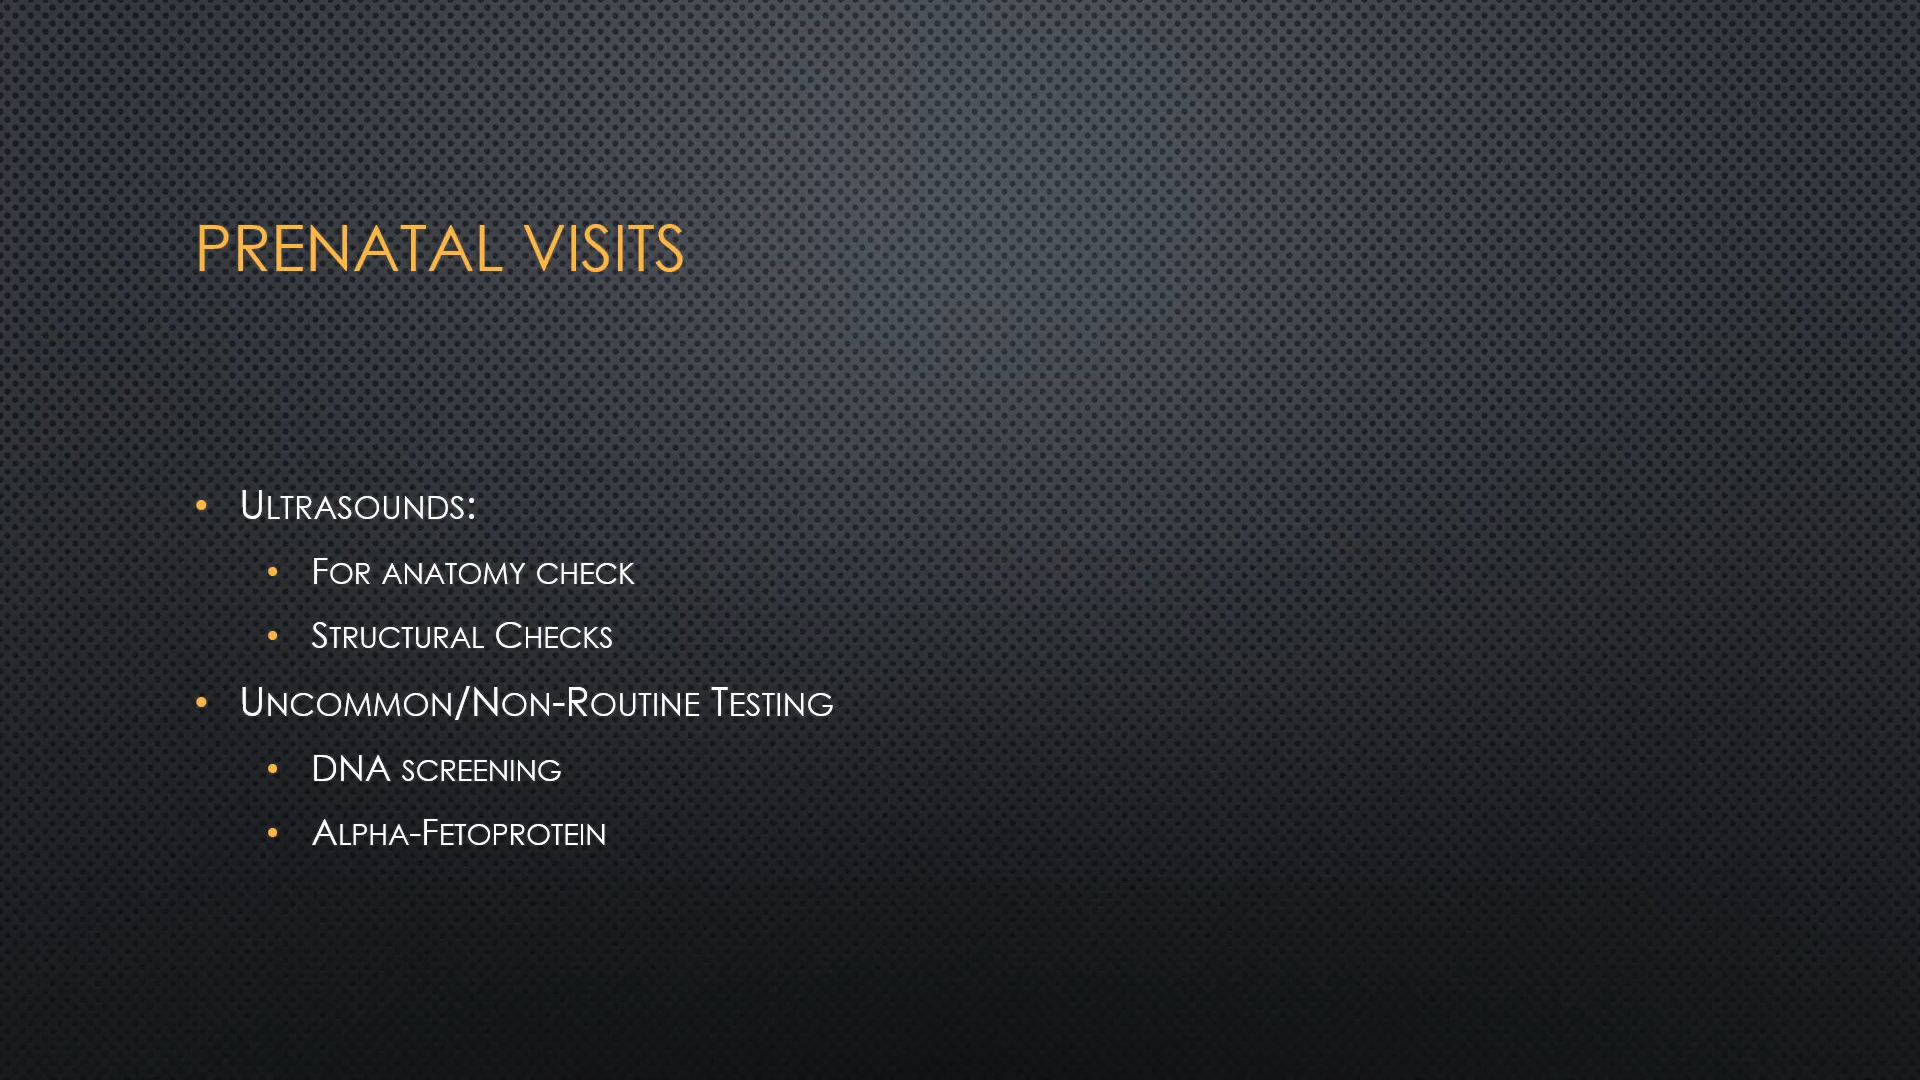 PRENATAL VISITS
• ULTRASOUNDS:
• FOR ANATOMY CHECK
• STRUCTURAL CHECKS
• UNCOMMON/NON-ROUTINE TESTING
• DNA SCREENING
• ALPHA-FETOPROTEIN